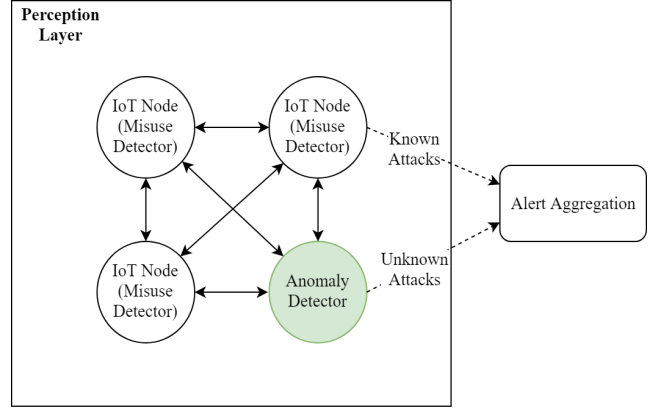 Perception
Layer
IoT Node
(Misuse
Detector)
IoT Node
(Misuse
Detector)
Known
Attacks
Alert Aggregation
IoT Node
(Misuse
Detector)
Anomaly
Detector
Unknown
Attacks